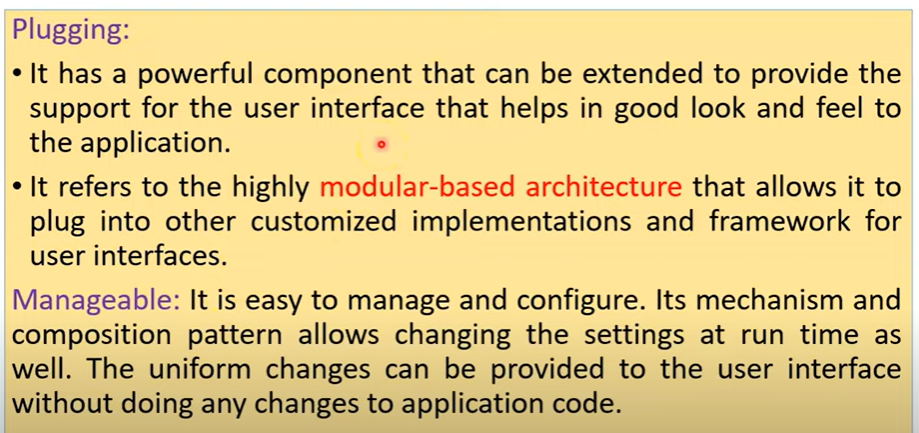 Plugging:
• It has a powerful component that can be extended to provide the
support for the user interface that helps in good look and feel to
the application.
• It refers to the highly modular-based architecture that allows it to
plug into other customized implementations and framework for
user interfaces.
Manageable: It is easy to manage and configure. Its mechanism and
composition pattern allows changing the settings at run time as
well. The uniform changes can be provided to the user interface
without doing any changes to application code.